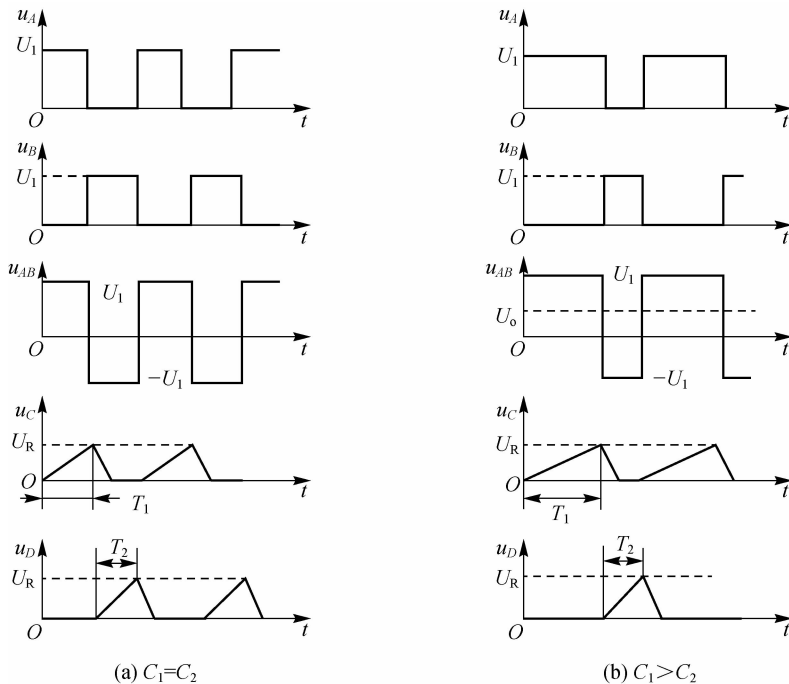 u_A
U_1
O
t
u_B
U_1
O
t
u_AB
U_1
O
−U_1
t
u_C
U_R
O
T_1
t
u_D
T_2
U_R
O
t
(a) C_1=C_2
u_A
U_1
O
t
u_B
U_1
O
t
u_AB
U_1
U_o
O
−U_1
t
u_C
U_R
O
T_1
t
u_D
T_2
U_R
O
t
(b) C_1>C_2